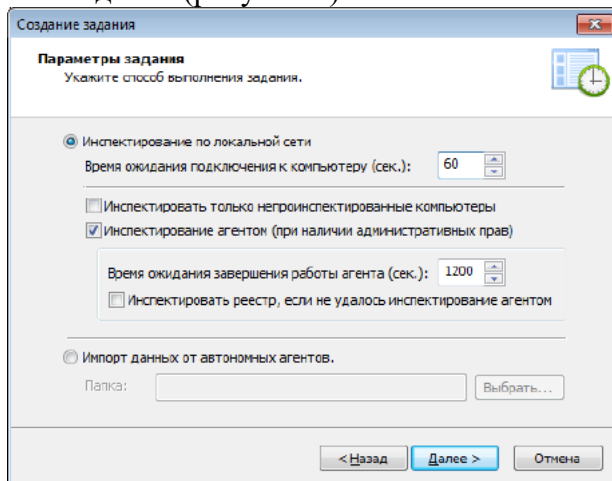 Создание задания
Параметры задания
Укажите способ выполнения задания.
Инспектирование по локальной сети
Время ожидания подключения к компьютеру (сек.): 60
Инспектировать только непроинспектированные компьютеры
Инспектирование агентом (при наличии административных прав)
Время ожидания завершения работы агента (сек.): 1200
Инспектировать реестр, если не удалось инспектирование агентом
Импорт данных от автономных агентов.
Папка: Выбрать...
< Назад Далее > Отмена